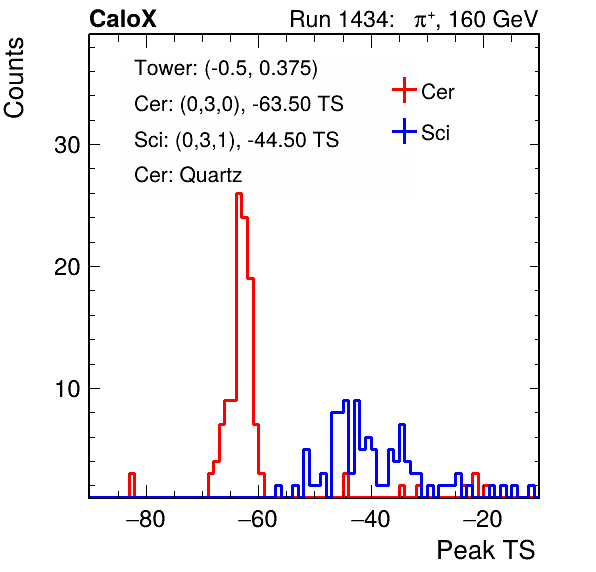 CaloX Run 1434: π⁺, 160 GeV
Counts
Tower: (-0.5, 0.375)
Cer: (0,3,0), -63.50 TS
Sci: (0,3,1), -44.50 TS
Cer: Quartz
Cer
Sci
30
20
10
−80 −60 −40 −20
Peak TS